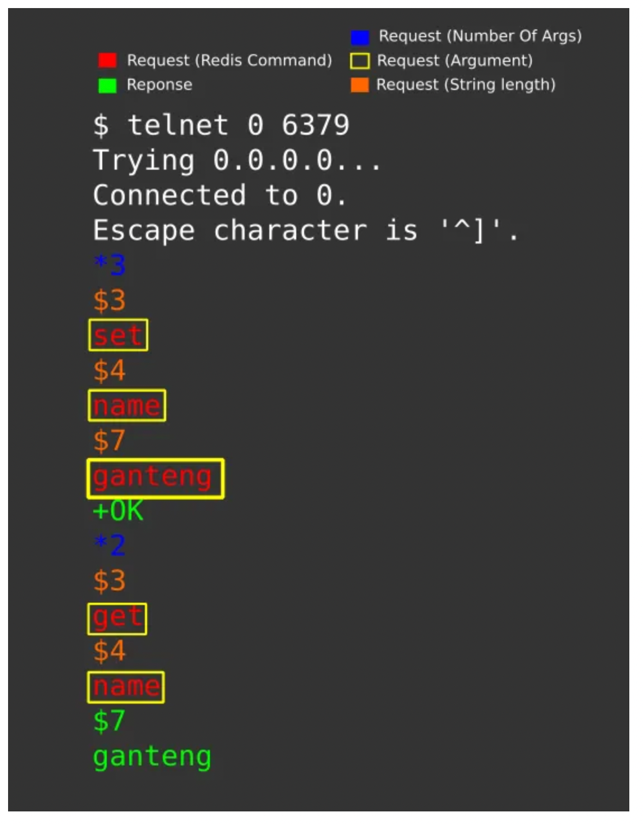 Request (Number Of Args)
Request (Redis Command)
Request (Argument)
Reponse
Request (String length)
$ telnet 0 6379
Trying 0.0.0.0...
Connected to 0.
Escape character is '^]'.
*3
$3
set
$4
name
$7
ganteng
+OK
*2
$3
get
$4
name
$7
ganteng